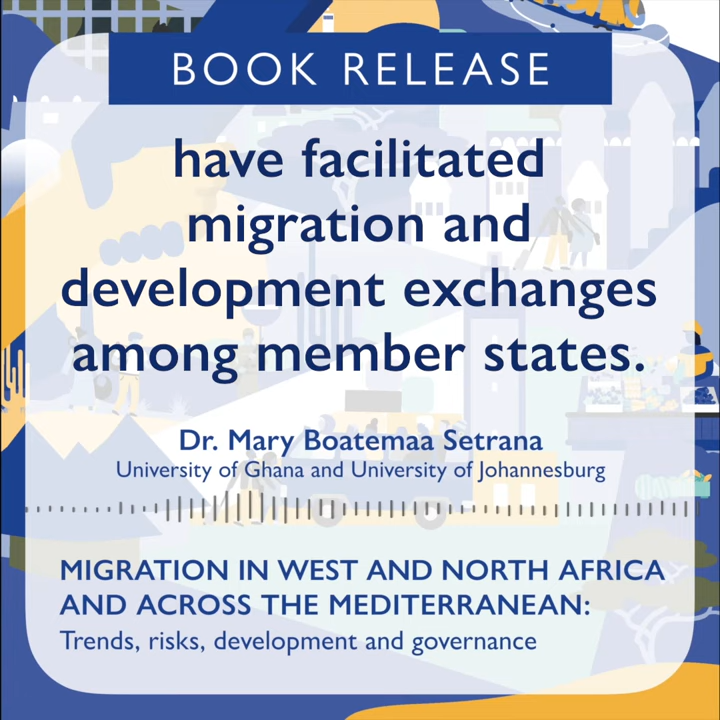 BOOK RELEASE
have facilitated
migration and
development exchanges
among member states.
Dr. Mary Boatemaa Setrana
University of Ghana and University of Johannesburg
MIGRATION IN WEST AND NORTH AFRICA
AND ACROSS THE MEDITERRANEAN:
Trends, risks, development and governance